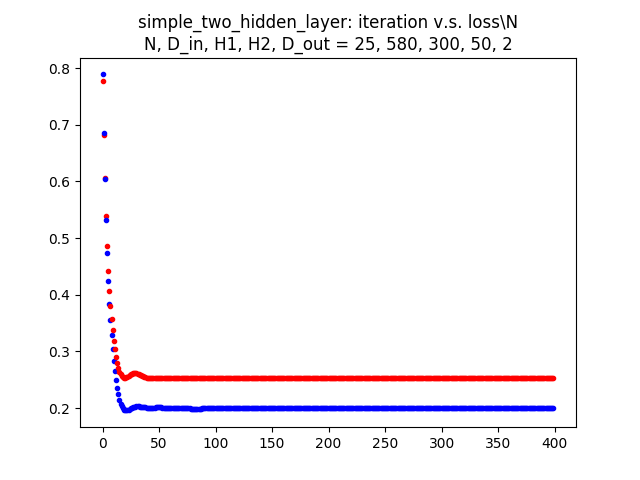 simple_two_hidden_layer: iteration v.s. loss\N
N, D_in, H1, H2, D_out = 25, 580, 300, 50, 2
0.8
0.7
0.6
0.5
0.4
0.3
0.2
0 50 100 150 200 250 300 350 400